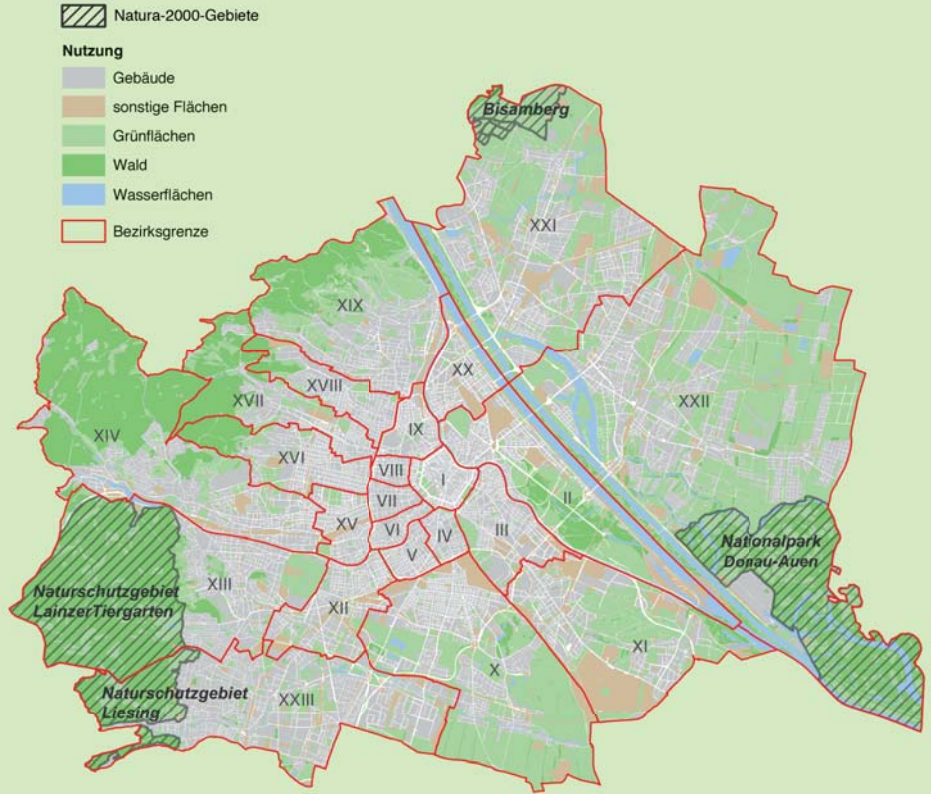 Natura-2000-Gebiete
Nutzung
Gebäude
sonstige Flächen
Grünflächen
Wald
Wasserflächen
Bezirksgrenze
Bisamberg
XXI
XIX
XX
XVIII
XVII
XXII
XIV
IX
XVI
VIII
I
II
VII
XV
VI
IV
III
V
Nationalpark
Donau-Auen
XIII
Naturschutzgebiet
LainzerTiergarten
XII
XI
X
Naturschutzgebiet
Liesing
XXIII